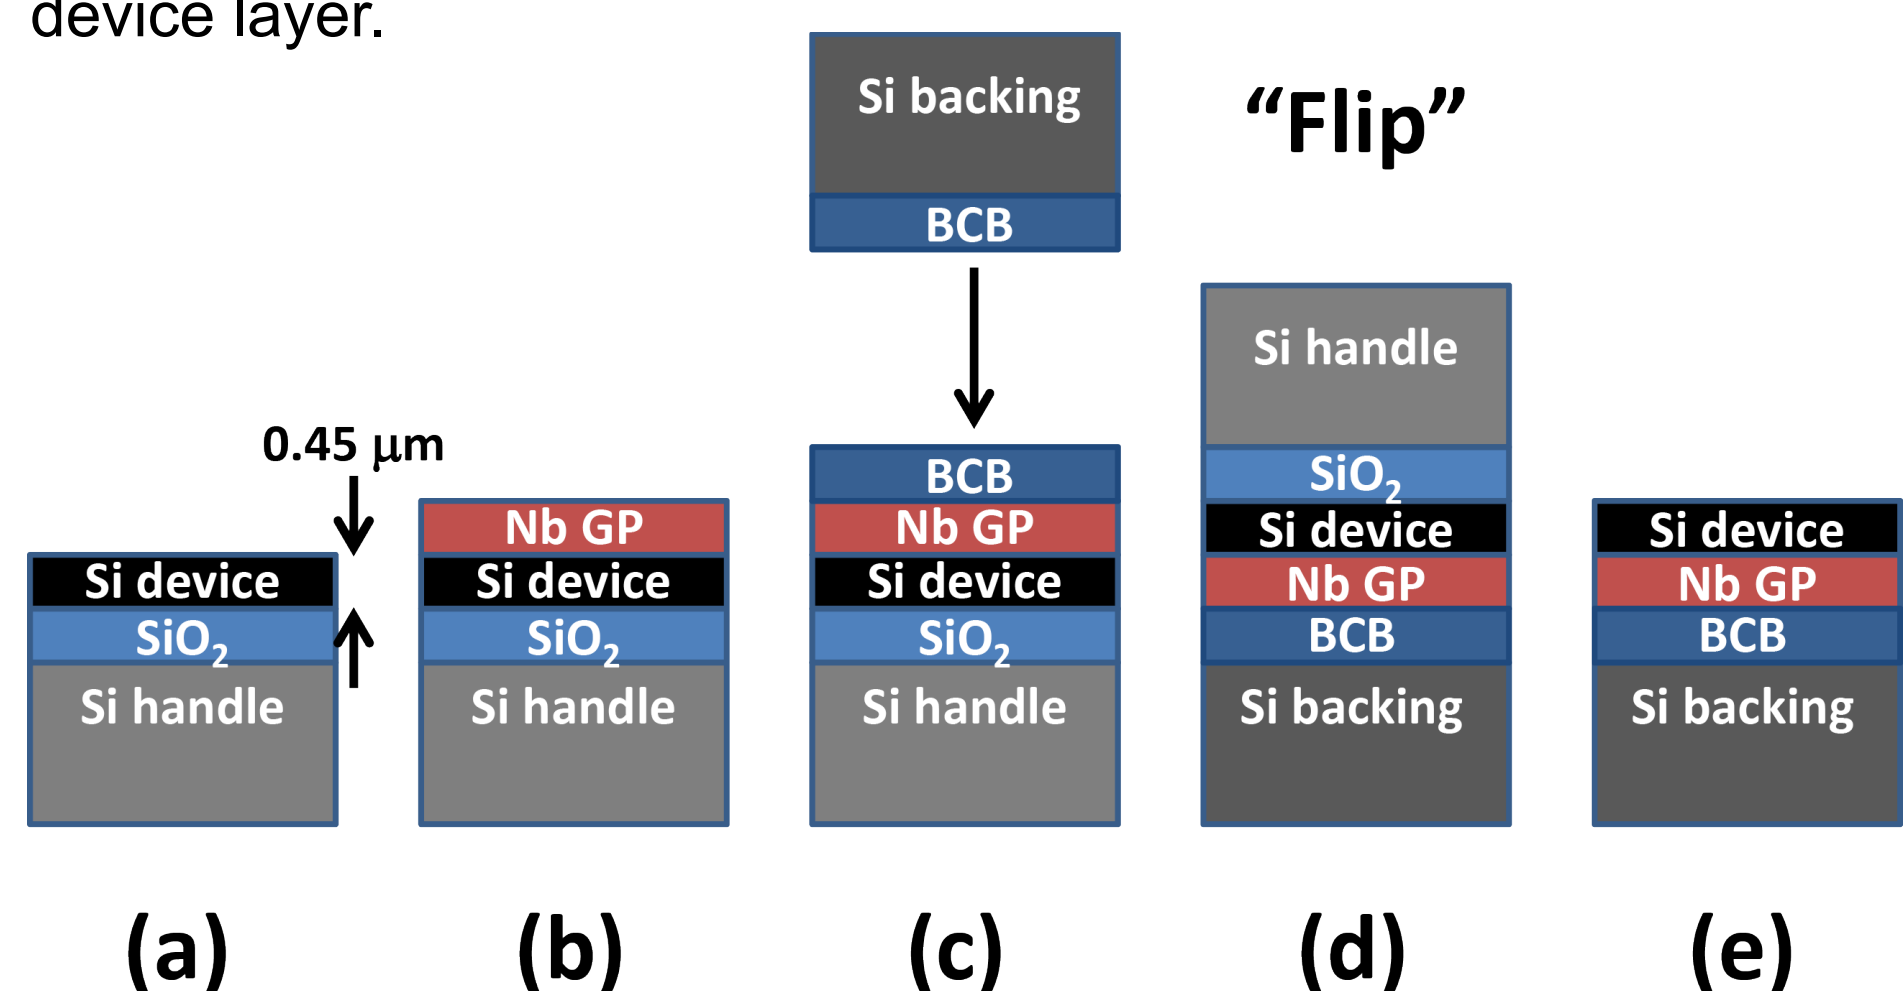 device layer.
Si backing
BCB
“Flip”
0.45 μm
Si device
SiO₂
Si handle
Nb GP
Si device
SiO₂
Si handle
BCB
Nb GP
Si device
SiO₂
Si handle
Si handle
SiO₂
Si device
Nb GP
BCB
Si backing
Si device
Nb GP
BCB
Si backing
(a) (b) (c) (d) (e)